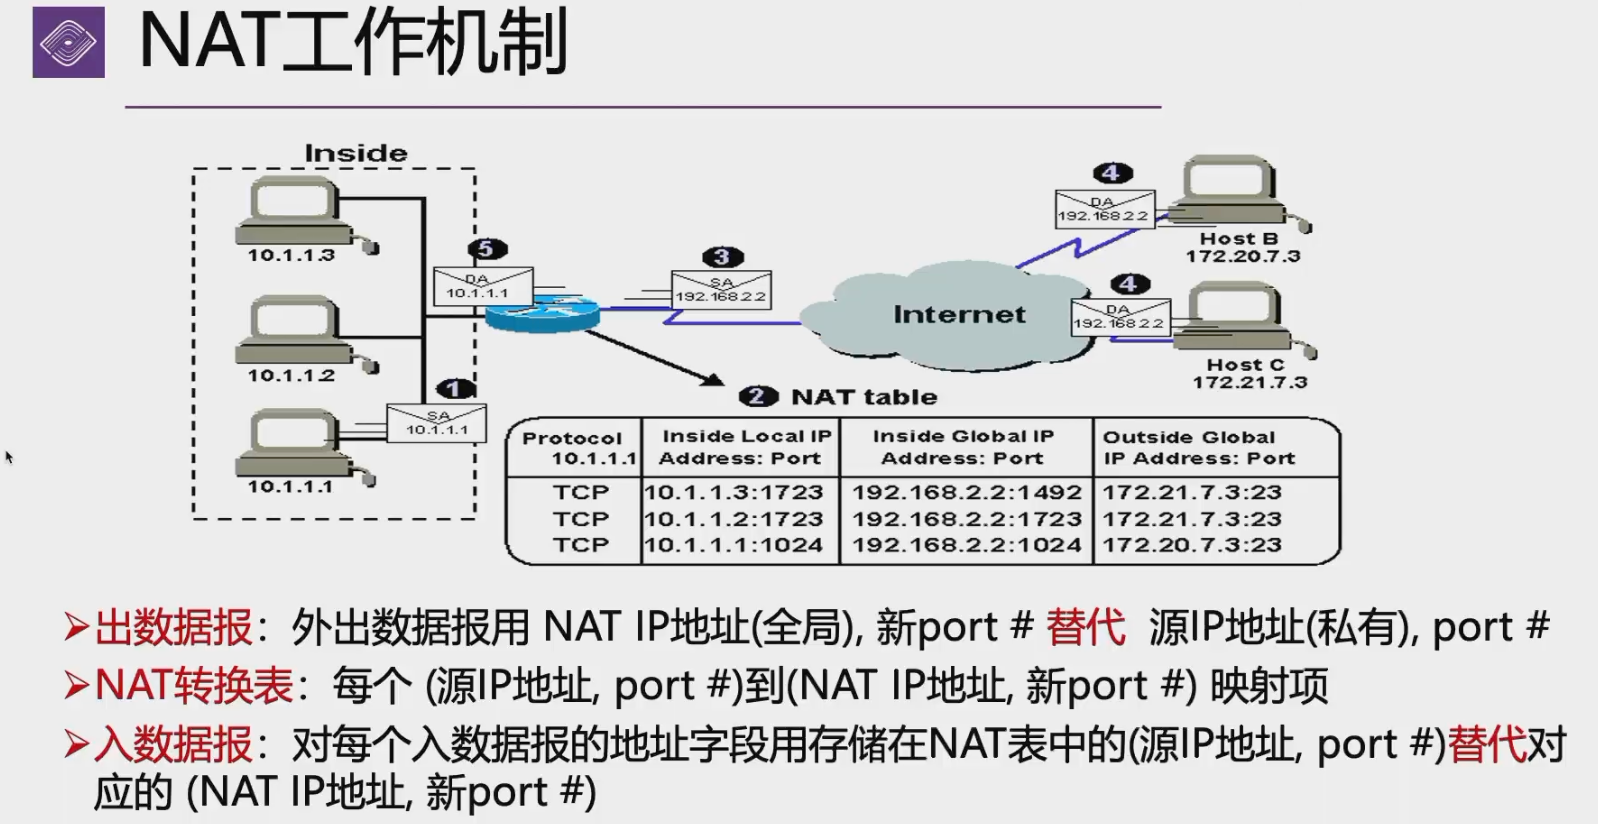 NAT工作机制
Inside
10.1.1.3
10.1.1.2
1
SA
10.1.1.1
10.1.1.1
5
DA
10.1.1.1
3
SA
192.168.2.2
Internet
4
DA
192.168.2.2
Host B
172.20.7.3
4
DA
192.168.2.2
Host C
172.21.7.3
2 NAT table
Protocol Inside Local IP Inside Global IP Outside Global
10.1.1.1 Address: Port Address: Port IP Address: Port
TCP 10.1.1.3:1723 192.168.2.2:1492 172.21.7.3:23
TCP 10.1.1.2:1723 192.168.2.2:1723 172.21.7.3:23
TCP 10.1.1.1:1024 192.168.2.2:1024 172.20.7.3:23
➢出数据报：外出数据报用 NAT IP地址(全局), 新port # 替代 源IP地址(私有), port #
➢NAT转换表：每个 (源IP地址, port #)到(NAT IP地址, 新port #) 映射项
➢入数据报：对每个入数据报的地址字段用存储在NAT表中的(源IP地址, port #)替代对
应的 (NAT IP地址, 新port #)